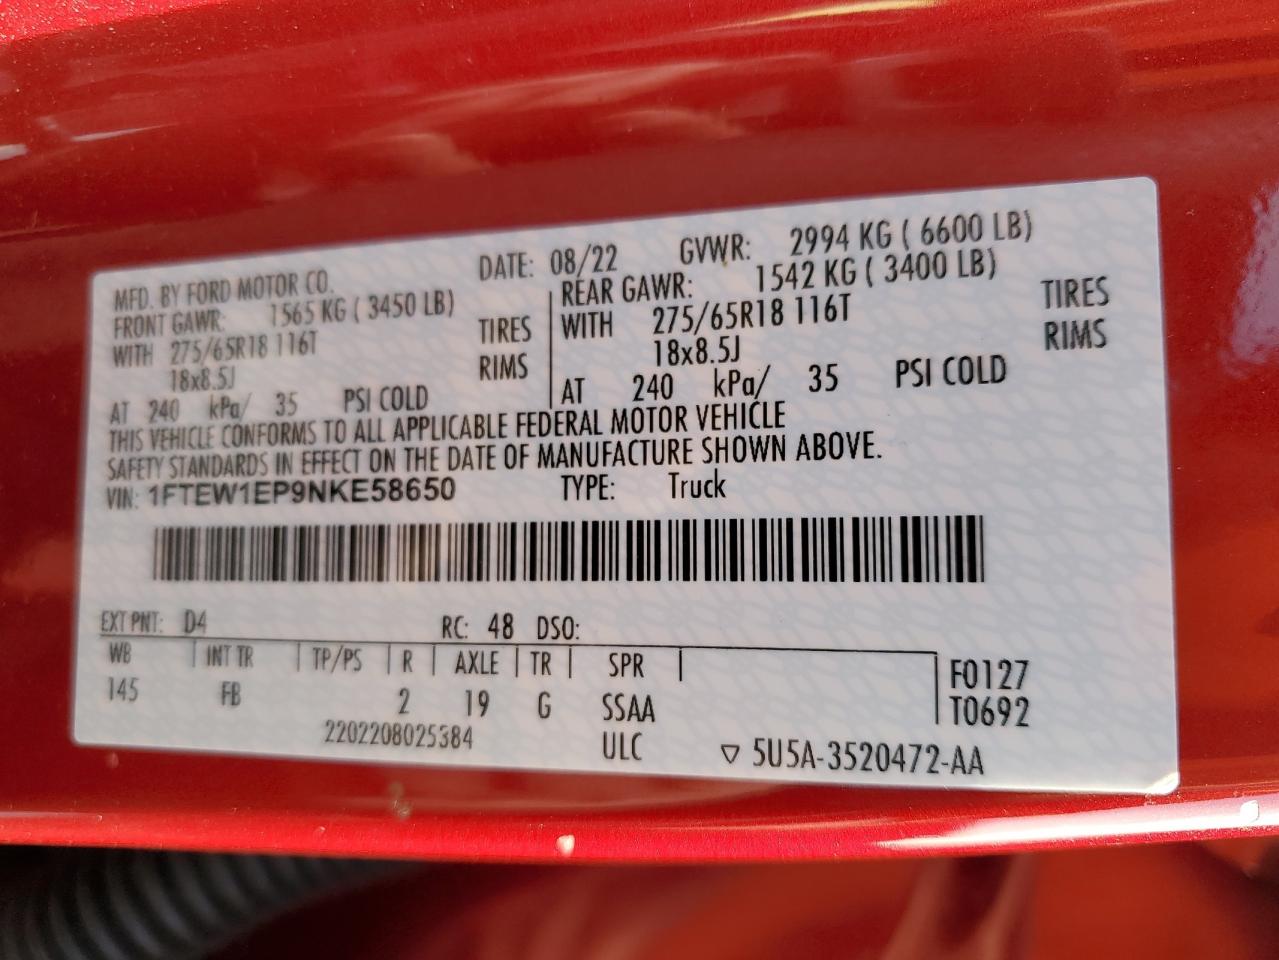 MFD. BY FORD MOTOR CO. DATE: 08/22 GVWR: 2994 KG ( 6600 LB)
FRONT GAWR: 1565 KG ( 3450 LB) REAR GAWR: 1542 KG ( 3400 LB)
WITH 275/65R18 116T TIRES WITH 275/65R18 116T TIRES
18x8.5J RIMS 18x8.5J RIMS
AT 240 kPa/ 35 PSI COLD AT 240 kPa/ 35 PSI COLD
THIS VEHICLE CONFORMS TO ALL APPLICABLE FEDERAL MOTOR VEHICLE
SAFETY STANDARDS IN EFFECT ON THE DATE OF MANUFACTURE SHOWN ABOVE.
VIN: 1FTEW1EP9NKE58650 TYPE: Truck
EXT PNT: D4 RC: 48 DSO:
WB INT TR TP/PS R AXLE TR SPR F0127
145 FB 2 19 G SSAA T0692
2202208025384 ULC ▽ 5U5A-3520472-AA